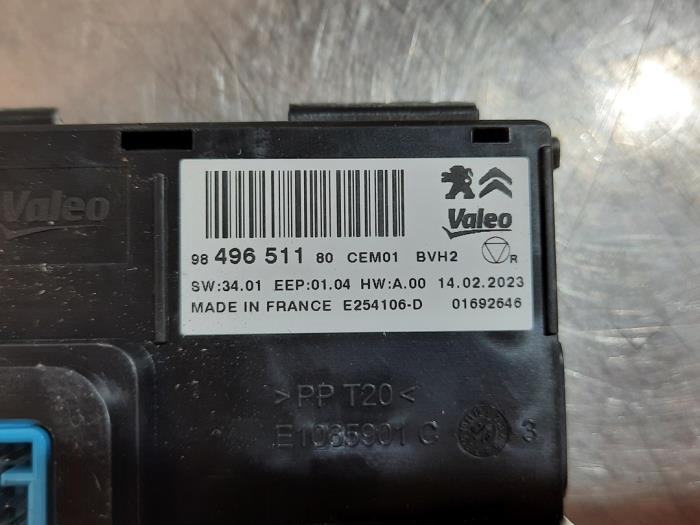 Valeo
Valeo
98 496 511 80 CEM01 BVH2
R
SW:34.01 EEP:01.04 HW:A.00 14.02.2023
MADE IN FRANCE E254106-D 01692646
>PP T20<
E1085901 C 3